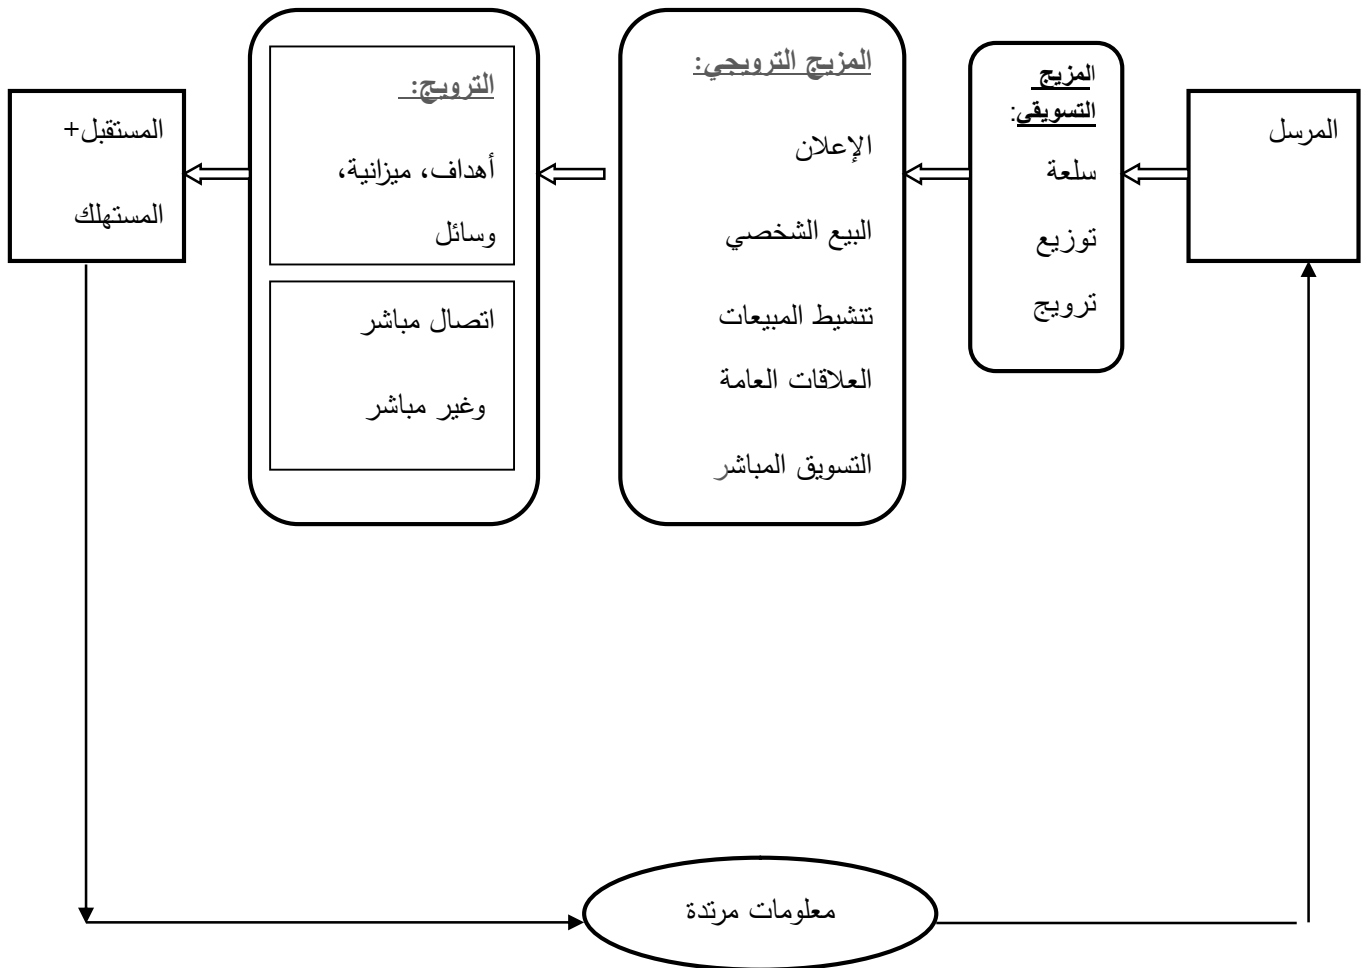 المرسل
المزيج
التسويقي:
سلعة
توزيع
ترويج
المزيج الترويجي:
الإعلان
البيع الشخصي
تنشيط المبيعات
العلاقات العامة
التسويق المباشر
الترويج:
أهداف، ميزانية،
وسائل
اتصال مباشر
وغير مباشر
المستقبل+
المستهلك
معلومات مرتدة